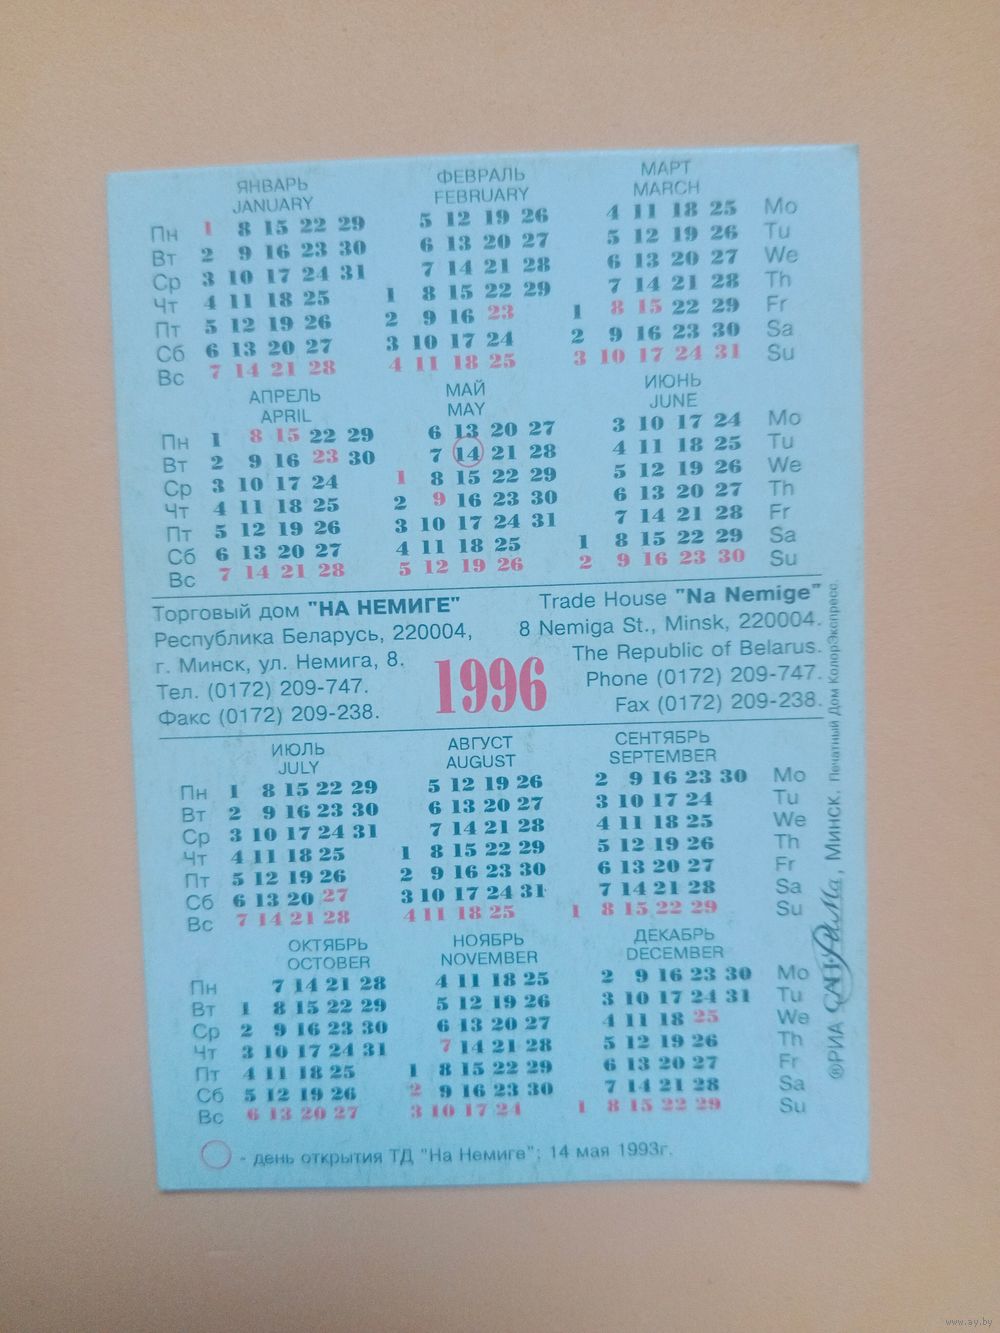 ЯНВАРЬ ФЕВРАЛЬ МАРТ
JANUARY FEBRUARY MARCH
Пн 1 8 15 22 29 5 12 19 26 4 11 18 25 Mo
Вт 2 9 16 23 30 6 13 20 27 5 12 19 26 Tu
Ср 3 10 17 24 31 7 14 21 28 6 13 20 27 We
Чт 4 11 18 25 1 8 15 22 29 7 14 21 28 Th
Пт 5 12 19 26 2 9 16 23 1 8 15 22 29 Fr
Сб 6 13 20 27 3 10 17 24 2 9 16 23 30 Sa
Вс 7 14 21 28 4 11 18 25 3 10 17 24 31 Su
АПРЕЛЬ МАЙ ИЮНЬ
APRIL MAY JUNE
Пн 1 8 15 22 29 6 13 20 27 3 10 17 24 Mo
Вт 2 9 16 23 30 7 14 21 28 4 11 18 25 Tu
Ср 3 10 17 24 1 8 15 22 29 5 12 19 26 We
Чт 4 11 18 25 2 9 16 23 30 6 13 20 27 Th
Пт 5 12 19 26 3 10 17 24 31 7 14 21 28 Fr
Сб 6 13 20 27 4 11 18 25 1 8 15 22 29 Sa
Вс 7 14 21 28 5 12 19 26 2 9 16 23 30 Su
Торговый дом "НА НЕМИГЕ"
Республика Беларусь, 220004,
г. Минск, ул. Немига, 8.
Тел. (0172) 209-747.
Факс (0172) 209-238.
1996
Trade House "Na Nemige"
8 Nemiga St., Minsk, 220004.
The Republic of Belarus.
Phone (0172) 209-747.
Fax (0172) 209-238.
ИЮЛЬ АВГУСТ СЕНТЯБРЬ
JULY AUGUST SEPTEMBER
Пн 1 8 15 22 29 5 12 19 26 2 9 16 23 30 Mo
Вт 2 9 16 23 30 6 13 20 27 3 10 17 24 Tu
Ср 3 10 17 24 31 7 14 21 28 4 11 18 25 We
Чт 4 11 18 25 1 8 15 22 29 5 12 19 26 Th
Пт 5 12 19 26 2 9 16 23 30 6 13 20 27 Fr
Сб 6 13 20 27 3 10 17 24 31 7 14 21 28 Sa
Вс 7 14 21 28 4 11 18 25 1 8 15 22 29 Su
ОКТЯБРЬ НОЯБРЬ ДЕКАБРЬ
OCTOBER NOVEMBER DECEMBER
Пн 7 14 21 28 4 11 18 25 2 9 16 23 30 Mo
Вт 1 8 15 22 29 5 12 19 26 3 10 17 24 31 Tu
Ср 2 9 16 23 30 6 13 20 27 4 11 18 25 We
Чт 3 10 17 24 31 7 14 21 28 5 12 19 26 Th
Пт 4 11 18 25 1 8 15 22 29 6 13 20 27 Fr
Сб 5 12 19 26 2 9 16 23 30 7 14 21 28 Sa
Вс 6 13 20 27 3 10 17 24 1 8 15 22 29 Su
- день открытия ТД "На Немиге"; 14 мая 1993г.
®РИА , Минск, Печатный Дом КолорЭкспресс.
www.ay.by